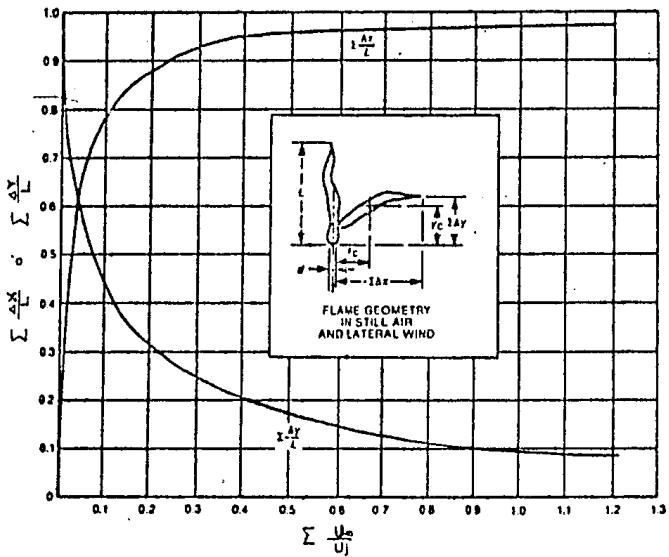 1.0
0.9
0.8
0.7
0.6
0.5
0.4
0.3
0.2
0.1
0
0.1 0.2 0.3 0.4 0.5 0.6 0.7 0.8 0.9 1.0 1.1 1.2 1.3
Σ ΔX/L o Σ ΔY/L
Σ Δx/L
Σ Δy/L
L
d
Yc
ΣΔy
ΣΔx
FLAME GEOMETRY
IN STILL AIR
AND LATERAL WIND
Σ U∞/Uj